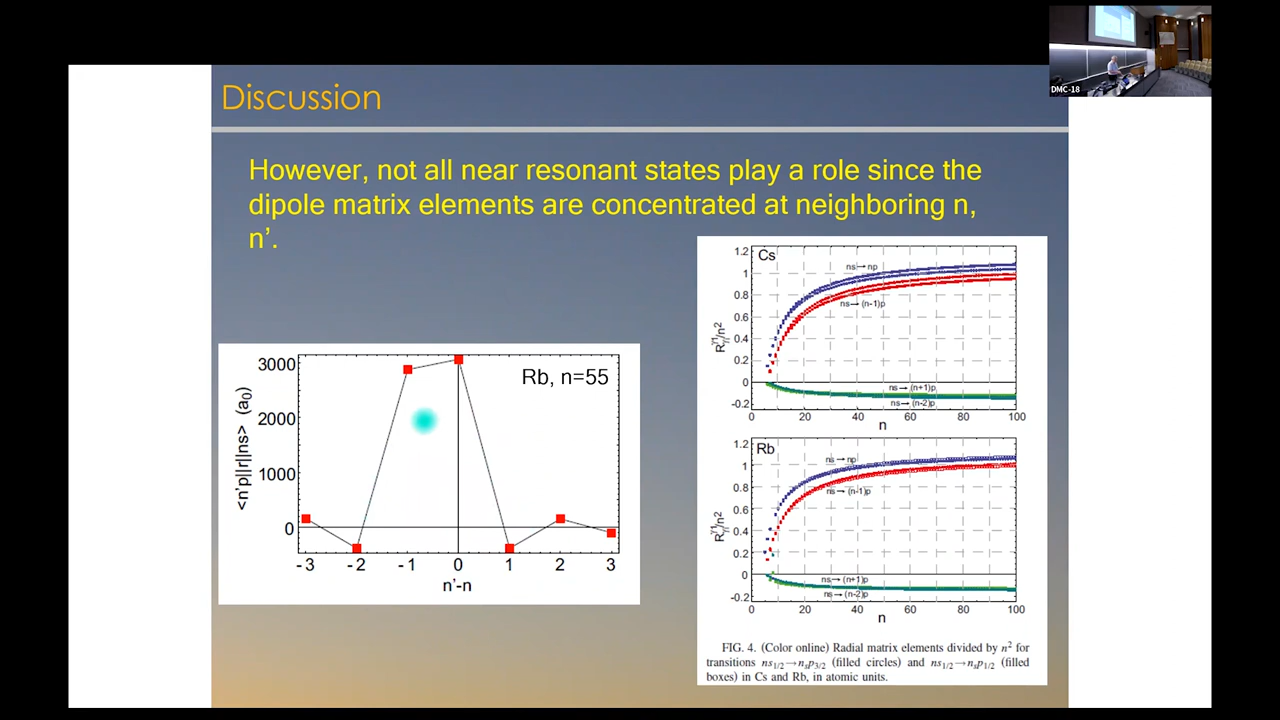 DMC-18
Discussion
However, not all near resonant states play a role since the
dipole matrix elements are concentrated at neighboring n,
n’.
3000
2000
1000
0
<n'p||r||ns> (a0)
Rb, n=55
-3 -2 -1 0 1 2 3
n'-n
Cs
1.2
1
0.8
0.6
0.4
0.2
0
-0.2
ns→np
ns→(n-1)p
ns→(n+1)p
ns→(n-2)p
0 20 40 60 80 100
n
Rb
1.2
1
0.8
0.6
0.4
0.2
0
-0.2
ns→np
ns→(n-1)p
ns→(n+1)p
ns→(n-2)p
0 20 40 60 80 100
n
FIG. 4. (Color online) Radial matrix elements divided by n² for
transitions ns1/2→nsp3/2 (filled circles) and ns1/2→nsp1/2 (filled
boxes) in Cs and Rb, in atomic units.